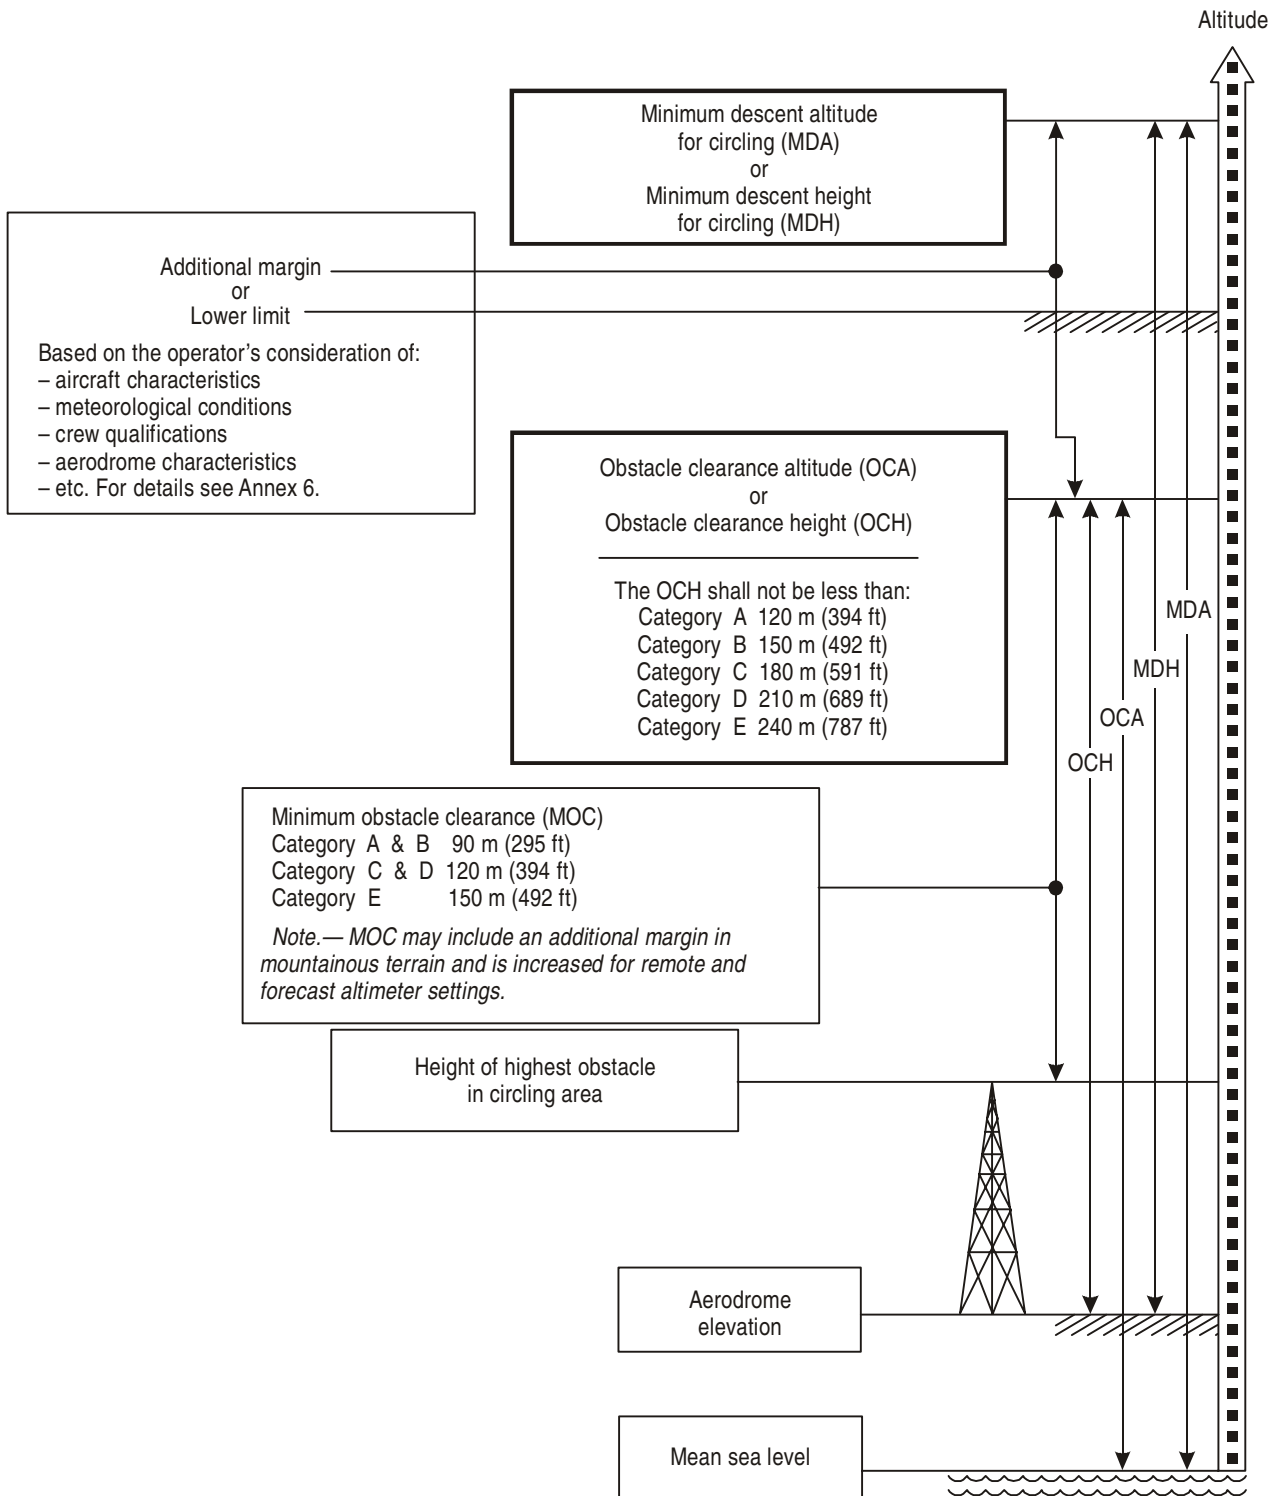 Altitude
Minimum descent altitude
for circling (MDA)
or
Minimum descent height
for circling (MDH)
Additional margin
or
Lower limit
Based on the operator's consideration of:
– aircraft characteristics
– meteorological conditions
– crew qualifications
– aerodrome characteristics
– etc. For details see Annex 6.
Obstacle clearance altitude (OCA)
or
Obstacle clearance height (OCH)
The OCH shall not be less than:
Category A 120 m (394 ft)
Category B 150 m (492 ft)
Category C 180 m (591 ft)
Category D 210 m (689 ft)
Category E 240 m (787 ft)
MDA
MDH
OCA
OCH
Minimum obstacle clearance (MOC)
Category A & B 90 m (295 ft)
Category C & D 120 m (394 ft)
Category E 150 m (492 ft)
Note.— MOC may include an additional margin in
mountainous terrain and is increased for remote and
forecast altimeter settings.
Height of highest obstacle
in circling area
Aerodrome
elevation
Mean sea level